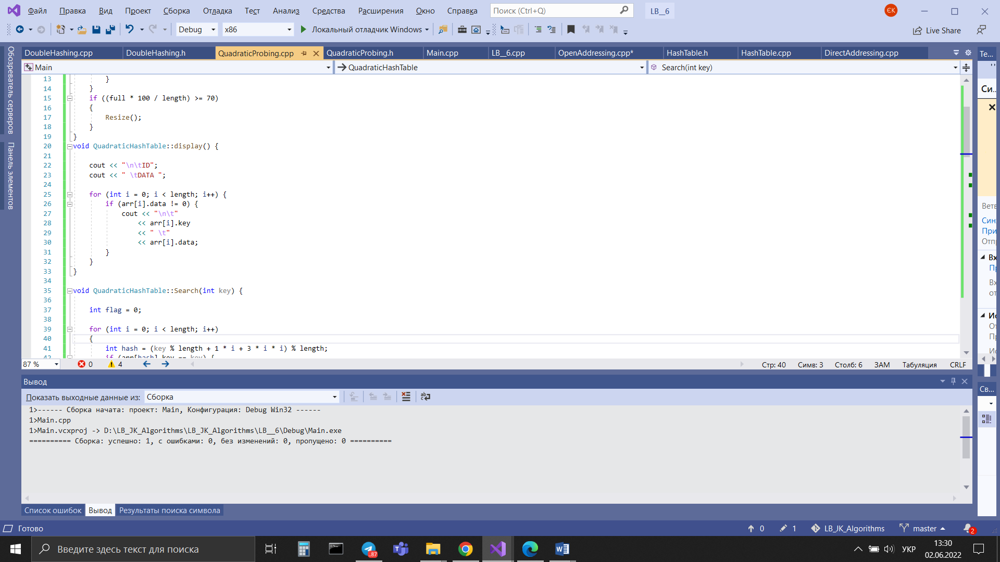 Файл Правка Вид Проект Сборка Отладка Тест Анализ Средства Расширения Окно Справка Поиск (Ctrl+Q) LB__6 ЄК
Debug x86 Локальный отладчик Windows Live Share
DoubleHashing.cpp DoubleHashing.h QuadraticProbing.cpp QuadraticProbing.h Main.cpp LB__6.cpp OpenAddressing.cpp* HashTable.h HashTable.cpp DirectAddressing.cpp Те...
Main QuadraticHashTable Search(int key)
Обозреватель серверов
Панель элементов
13 }
14 }
15 if ((full * 100 / length) >= 70)
16 {
17 Resize();
18 }
19 }
20 void QuadraticHashTable::display() {
21
22 cout << "\n\tID";
23 cout << " \tDATA ";
24
25 for (int i = 0; i < length; i++) {
26 if (arr[i].data != 0) {
27 cout << "\n\t"
28 << arr[i].key
29 << " \t"
30 << arr[i].data;
31 }
32 }
33 }
34
35 void QuadraticHashTable::Search(int key) {
36
37 int flag = 0;
38
39 for (int i = 0; i < length; i++)
40 {
41 int hash = (key % length + 1 * i + 3 * i * i) % length;
42 if (arr[hash].key == key) {
Си...
Ветв
Син
При
Отп
Вх
Пр
Вх
от
Ис
От
Пр
Ис
87 % 0 4 Стр: 40 Симв: 3 Столб: 6 ЗАМ Табуляция CRLF
Вывод
Св...
Показать выходные данные из: Сборка
1>------ Сборка начата: проект: Main, Конфигурация: Debug Win32 ------
1>Main.cpp
1>Main.vcxproj -> D:\LB_JK_Algorithms\LB_JK_Algorithms\LB__6\Debug\Main.exe
========== Сборка: успешно: 1, с ошибками: 0, без изменений: 0, пропущено: 0 ==========
Список ошибок Вывод Результаты поиска символа
Готово 0 1 LB_JK_Algorithms master 2
Введите здесь текст для поиска ..87 УКР 13:30
02.06.2022